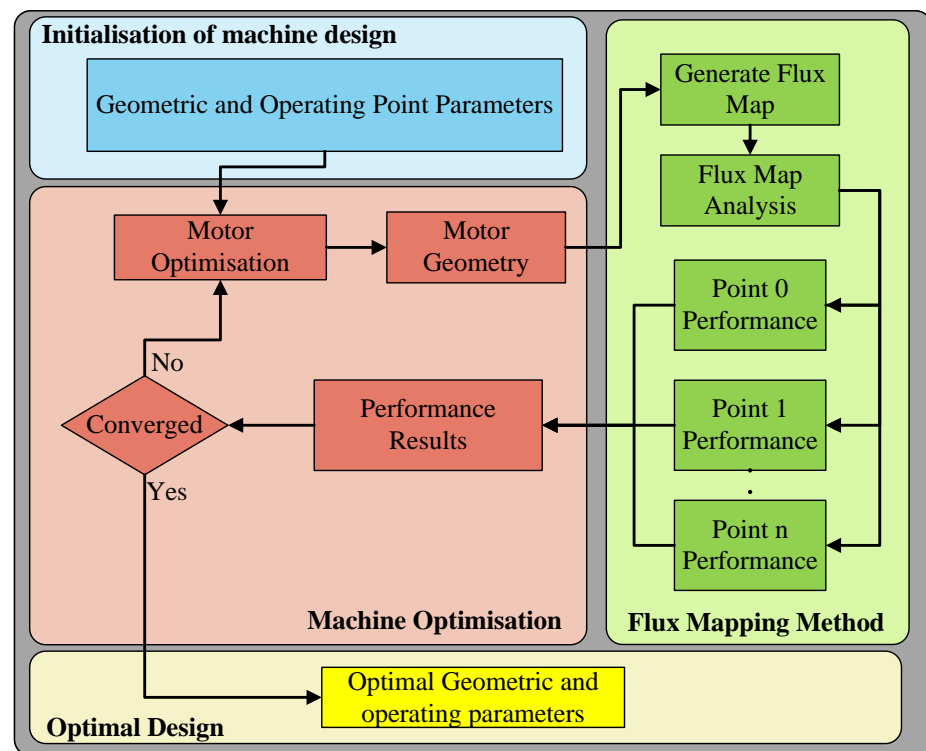 Initialisation of machine design
Geometric and Operating Point Parameters
Generate Flux
Map
Flux Map
Analysis
Motor
Optimisation
Motor
Geometry
Point 0
Performance
No
Converged
Performance
Results
Point 1
Performance
Yes
Point n
Performance
Machine Optimisation
Flux Mapping Method
Optimal Geometric and
operating parameters
Optimal Design